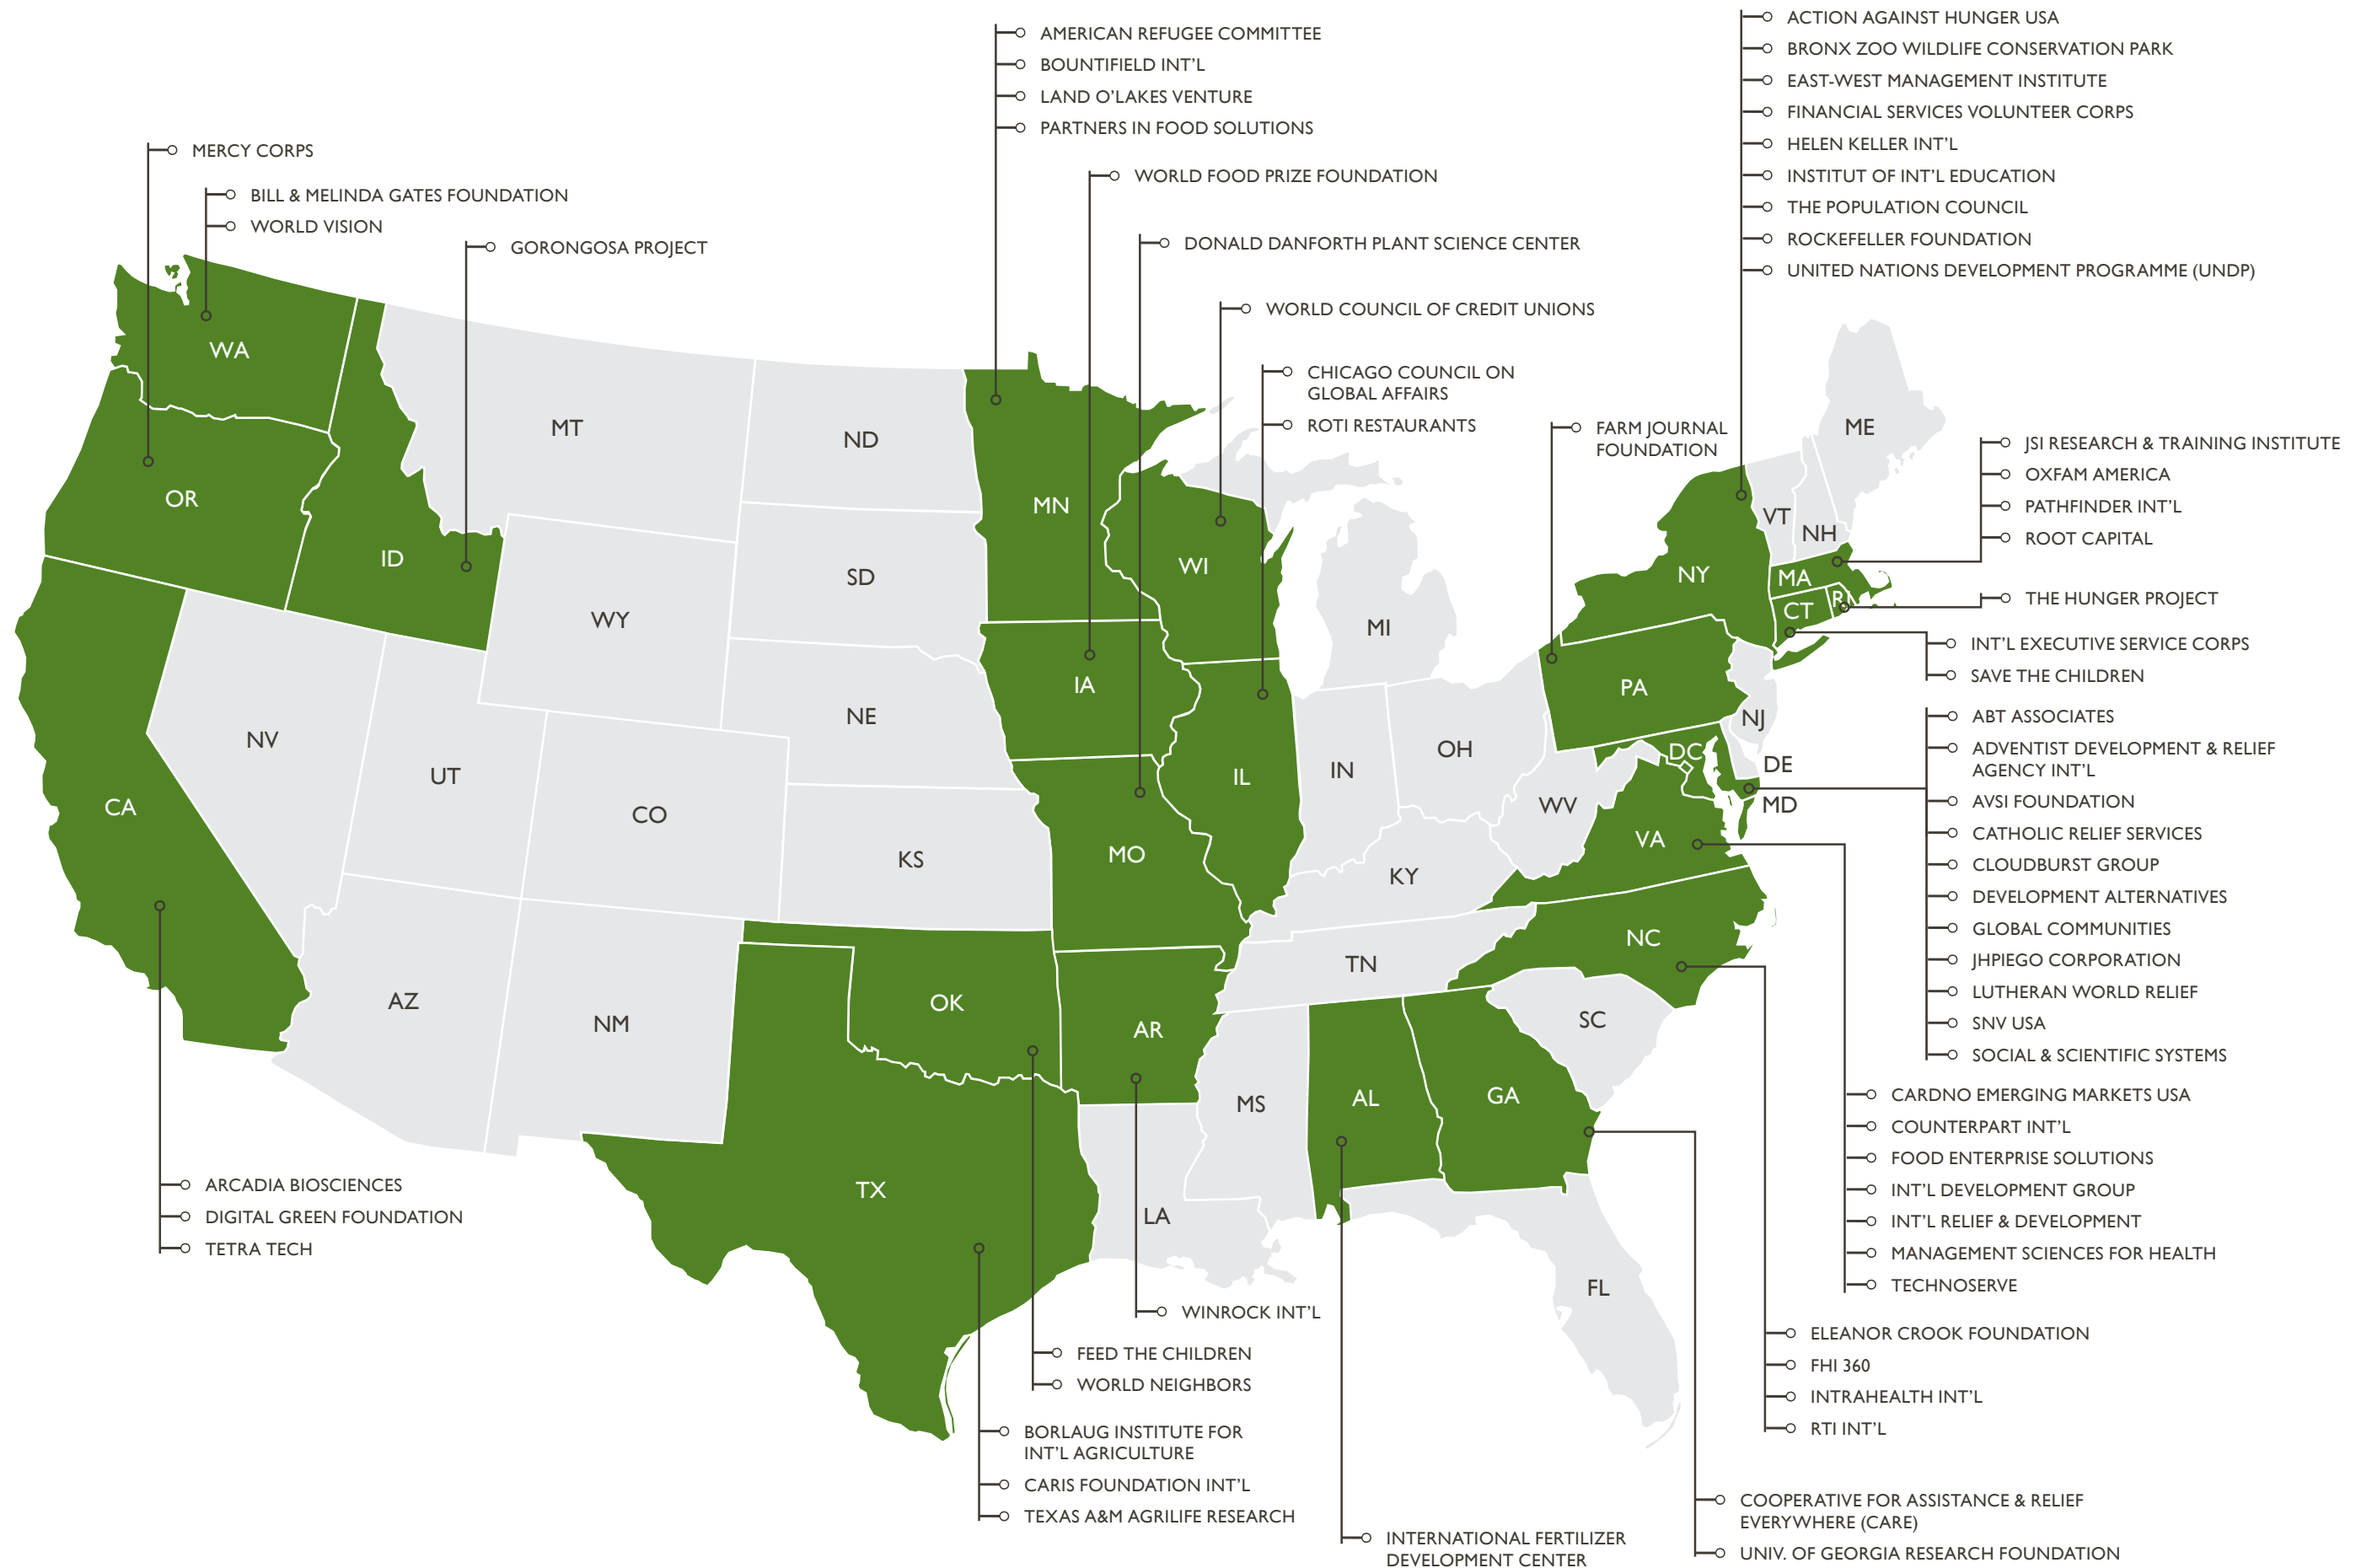 AMERICAN REFUGEE COMMITTEE
BOUNTIFIELD INT'L
LAND O'LAKES VENTURE
PARTNERS IN FOOD SOLUTIONS
ACTION AGAINST HUNGER USA
BRONX ZOO WILDLIFE CONSERVATION PARK
EAST-WEST MANAGEMENT INSTITUTE
FINANCIAL SERVICES VOLUNTEER CORPS
HELEN KELLER INT'L
INSTITUT OF INT'L EDUCATION
THE POPULATION COUNCIL
ROCKEFELLER FOUNDATION
UNITED NATIONS DEVELOPMENT PROGRAMME (UNDP)
MERCY CORPS
BILL & MELINDA GATES FOUNDATION
WORLD VISION
GORONGOSA PROJECT
WORLD FOOD PRIZE FOUNDATION
DONALD DANFORTH PLANT SCIENCE CENTER
WORLD COUNCIL OF CREDIT UNIONS
CHICAGO COUNCIL ON
GLOBAL AFFAIRS
ROTI RESTAURANTS
FARM JOURNAL
FOUNDATION
JSI RESEARCH & TRAINING INSTITUTE
OXFAM AMERICA
PATHFINDER INT'L
ROOT CAPITAL
THE HUNGER PROJECT
INT'L EXECUTIVE SERVICE CORPS
SAVE THE CHILDREN
ABT ASSOCIATES
ADVENTIST DEVELOPMENT & RELIEF
AGENCY INT'L
AVSI FOUNDATION
CATHOLIC RELIEF SERVICES
CLOUDBURST GROUP
DEVELOPMENT ALTERNATIVES
GLOBAL COMMUNITIES
JHPIEGO CORPORATION
LUTHERAN WORLD RELIEF
SNV USA
SOCIAL & SCIENTIFIC SYSTEMS
CARDNO EMERGING MARKETS USA
COUNTERPART INT'L
FOOD ENTERPRISE SOLUTIONS
INT'L DEVELOPMENT GROUP
INT'L RELIEF & DEVELOPMENT
MANAGEMENT SCIENCES FOR HEALTH
TECHNOSERVE
ELEANOR CROOK FOUNDATION
FHI 360
INTRAHEALTH INT'L
RTI INT'L
COOPERATIVE FOR ASSISTANCE & RELIEF
EVERYWHERE (CARE)
UNIV. OF GEORGIA RESEARCH FOUNDATION
INTERNATIONAL FERTILIZER
DEVELOPMENT CENTER
WINROCK INT'L
FEED THE CHILDREN
WORLD NEIGHBORS
BORLAUG INSTITUTE FOR
INT'L AGRICULTURE
CARIS FOUNDATION INT'L
TEXAS A&M AGRILIFE RESEARCH
ARCADIA BIOSCIENCES
DIGITAL GREEN FOUNDATION
TETRA TECH
WA
OR
ID
MT
ND
MN
WI
SD
WY
NE
IA
MI
NY
VT
NH
ME
MA
CT
RI
PA
NJ
DE
MD
DC
NV
UT
CO
CA
KS
MO
IL
IN
OH
WV
VA
KY
NC
TN
SC
AZ
NM
OK
AR
MS
AL
GA
TX
LA
FL